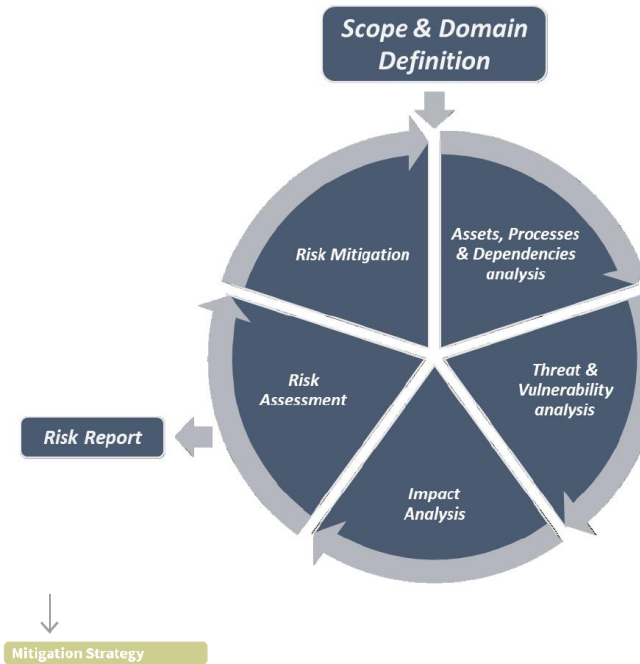 Scope & Domain
Definition
Risk Mitigation
Assets, Processes
& Dependencies
analysis
Threat &
Vulnerability
analysis
Impact
Analysis
Risk
Assessment
Risk Report
Mitigation Strategy